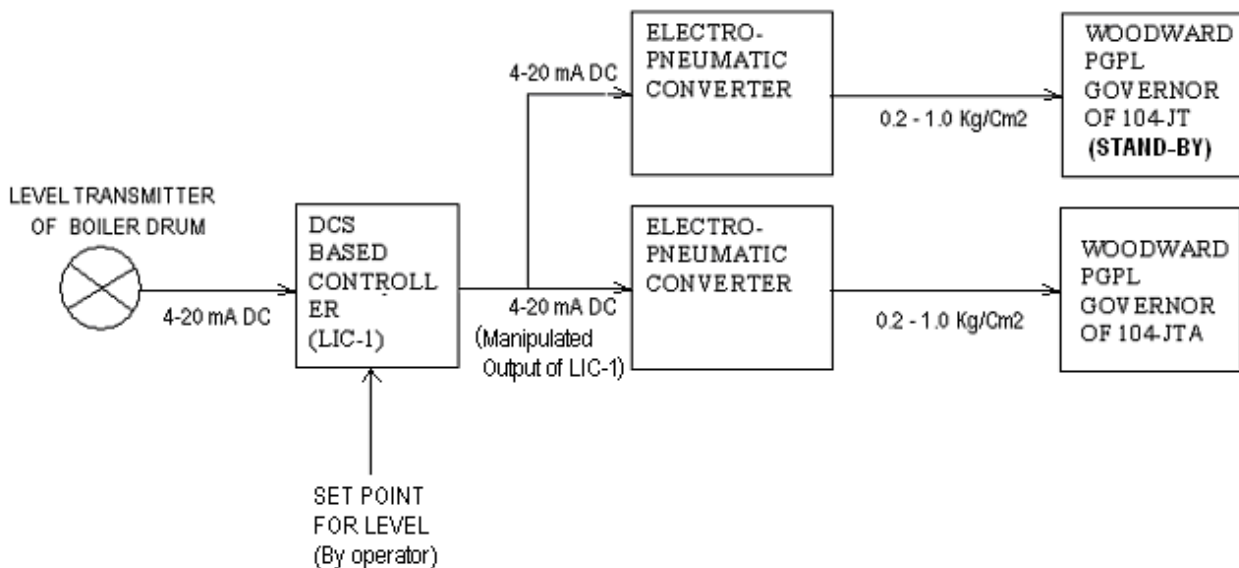 ELECTRO-
PNEUMATIC
CONVERTER
4-20 mA DC
0.2 - 1.0 Kg/Cm2
WOODWARD
PGPL
GOVERNOR
OF 104-JT
(STAND-BY)
LEVEL TRANSMITTER
OF BOILER DRUM
4-20 mA DC
DCS
BASED
CONTROLL
ER
(LIC-1)
4-20 mA DC
(Manipulated
Output of LIC-1)
ELECTRO-
PNEUMATIC
CONVERTER
0.2 - 1.0 Kg/Cm2
WOODWARD
PGPL
GOVERNOR
OF 104-JTA
SET POINT
FOR LEVEL
(By operator)